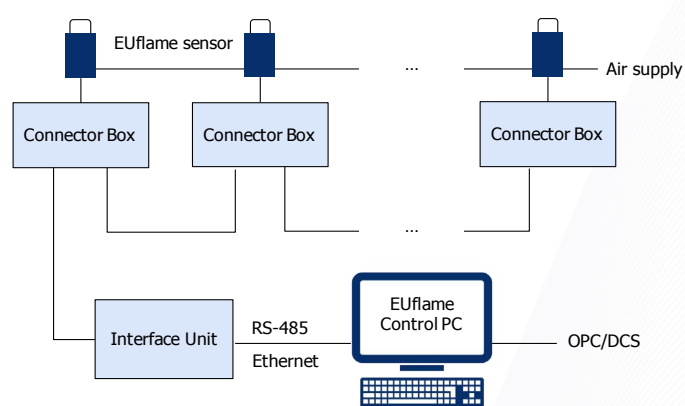 EUflame sensor
...
Air supply
Connector Box
Connector Box
Connector Box
...
Interface Unit
RS-485
Ethernet
EUflame
Control PC
OPC/DCS